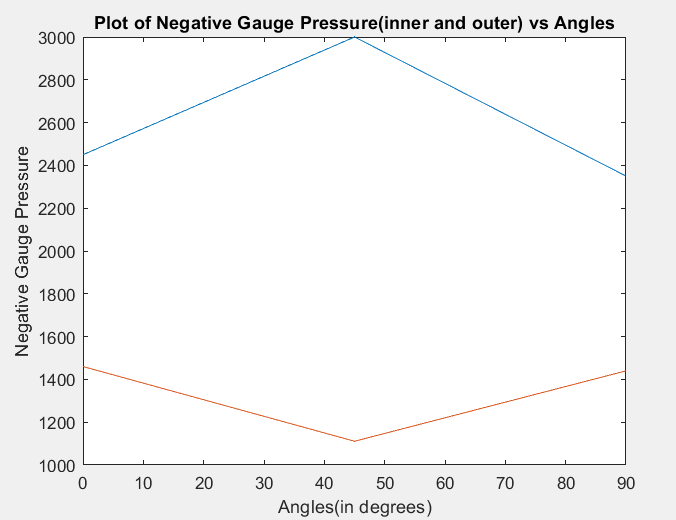 Plot of Negative Gauge Pressure(inner and outer) vs Angles
3000
2800
2600
2400
2200
2000
1800
1600
1400
1200
1000
Negative Gauge Pressure
0 10 20 30 40 50 60 70 80 90
Angles(in degrees)